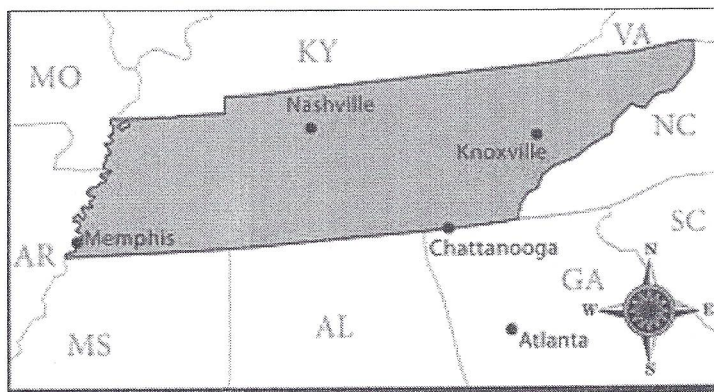 VA
KY
MO
Nashville
NC
Knoxville
Memphis
SC
AR
Chattanooga
N
GA
W
E
AL
Atlanta
MS
S